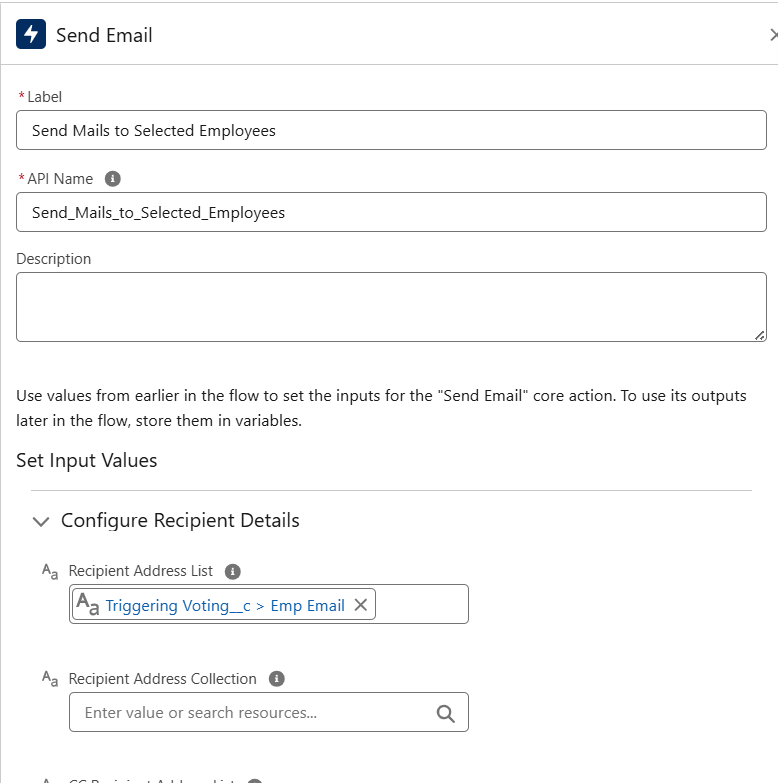 Send Email
* Label
Send Mails to Selected Employees
* API Name
Send_Mails_to_Selected_Employees
Description
Use values from earlier in the flow to set the inputs for the "Send Email" core action. To use its outputs
later in the flow, store them in variables.
Set Input Values
Configure Recipient Details
Aa Recipient Address List
Aa Triggering Voting__c > Emp Email
Aa Recipient Address Collection
Enter value or search resources...